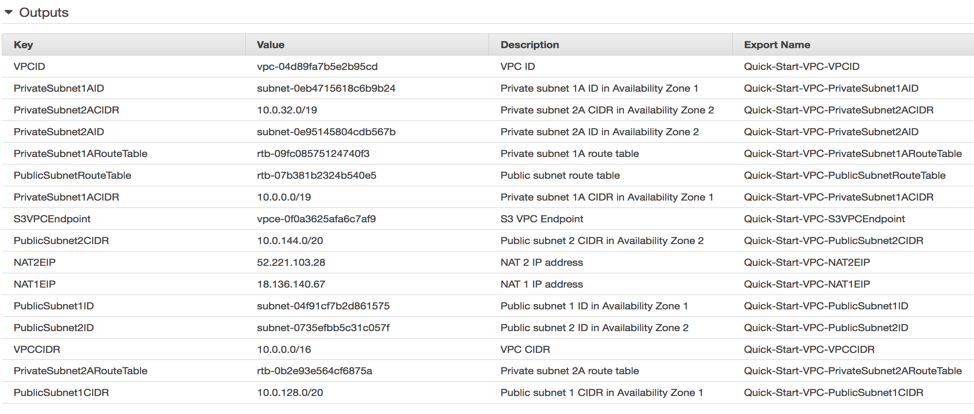 Outputs
Key Value Description Export Name
VPCID vpc-04d89fa7b5e2b95cd VPC ID Quick-Start-VPC-VPCID
PrivateSubnet1AID subnet-0eb4715618c6b9b24 Private subnet 1A ID in Availability Zone 1 Quick-Start-VPC-PrivateSubnet1AID
PrivateSubnet2ACIDR 10.0.32.0/19 Private subnet 2A CIDR in Availability Zone 2 Quick-Start-VPC-PrivateSubnet2ACIDR
PrivateSubnet2AID subnet-0e95145804cdb567b Private subnet 2A ID in Availability Zone 2 Quick-Start-VPC-PrivateSubnet2AID
PrivateSubnet1ARouteTable rtb-09fc08575124740f3 Private subnet 1A route table Quick-Start-VPC-PrivateSubnet1ARouteTable
PublicSubnetRouteTable rtb-07b381b2324b540e5 Public subnet route table Quick-Start-VPC-PublicSubnetRouteTable
PrivateSubnet1ACIDR 10.0.0.0/19 Private subnet 1A CIDR in Availability Zone 1 Quick-Start-VPC-PrivateSubnet1ACIDR
S3VPCEndpoint vpce-0f0a3625afa6c7af9 S3 VPC Endpoint Quick-Start-VPC-S3VPCEndpoint
PublicSubnet2CIDR 10.0.144.0/20 Public subnet 2 CIDR in Availability Zone 2 Quick-Start-VPC-PublicSubnet2CIDR
NAT2EIP 52.221.103.28 NAT 2 IP address Quick-Start-VPC-NAT2EIP
NAT1EIP 18.136.140.67 NAT 1 IP address Quick-Start-VPC-NAT1EIP
PublicSubnet1ID subnet-04f91cf7b2d861575 Public subnet 1 ID in Availability Zone 1 Quick-Start-VPC-PublicSubnet1ID
PublicSubnet2ID subnet-0735efbb5c31c057f Public subnet 2 ID in Availability Zone 2 Quick-Start-VPC-PublicSubnet2ID
VPCCIDR 10.0.0.0/16 VPC CIDR Quick-Start-VPC-VPCCIDR
PrivateSubnet2ARouteTable rtb-0b2e93e564cf6875a Private subnet 2A route table Quick-Start-VPC-PrivateSubnet2ARouteTable
PublicSubnet1CIDR 10.0.128.0/20 Public subnet 1 CIDR in Availability Zone 1 Quick-Start-VPC-PublicSubnet1CIDR